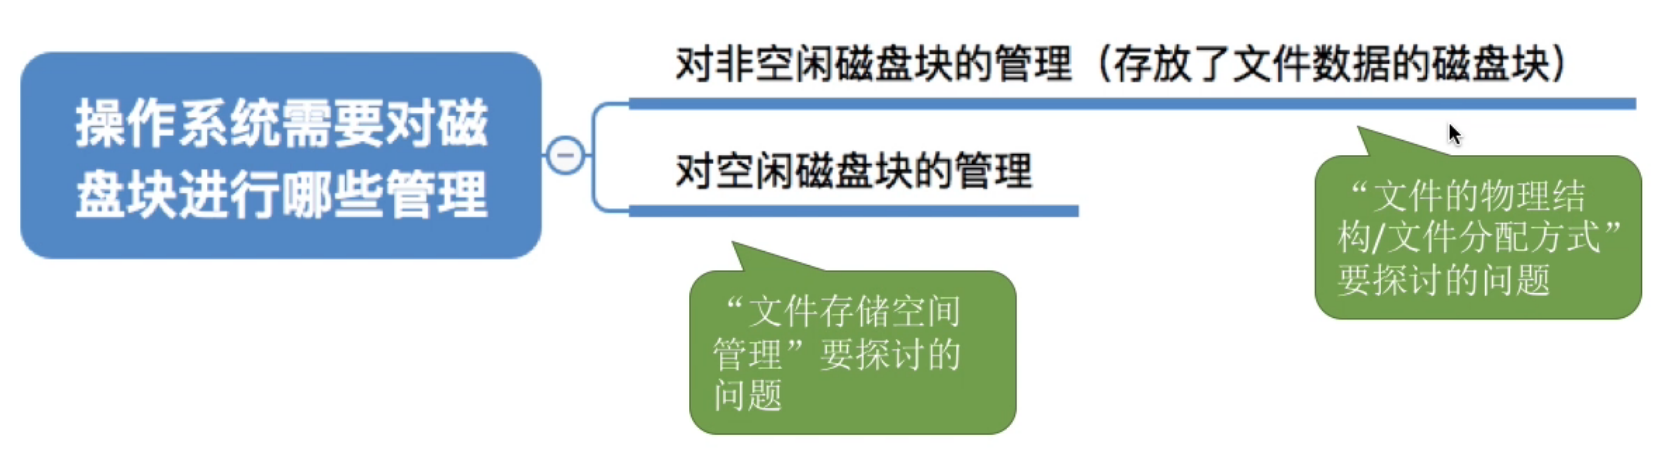 操作系统需要对磁
盘块进行哪些管理
对非空闲磁盘块的管理（存放了文件数据的磁盘块）
对空闲磁盘块的管理
“文件的物理结
构/文件分配方式”
要探讨的问题
“文件存储空间
管理”要探讨的
问题